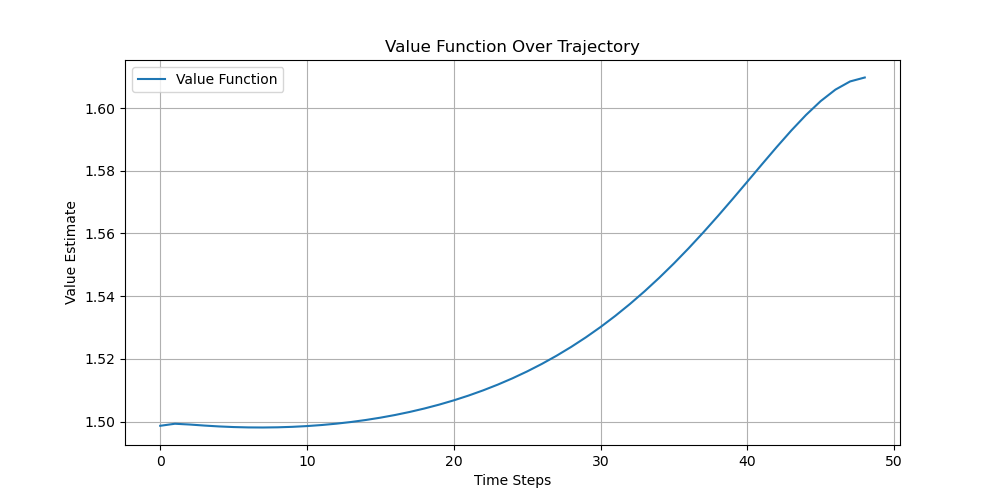 Value Function Over Trajectory
Value Function
1.60
1.58
1.56
1.54
1.52
1.50
Value Estimate
0 10 20 30 40 50
Time Steps